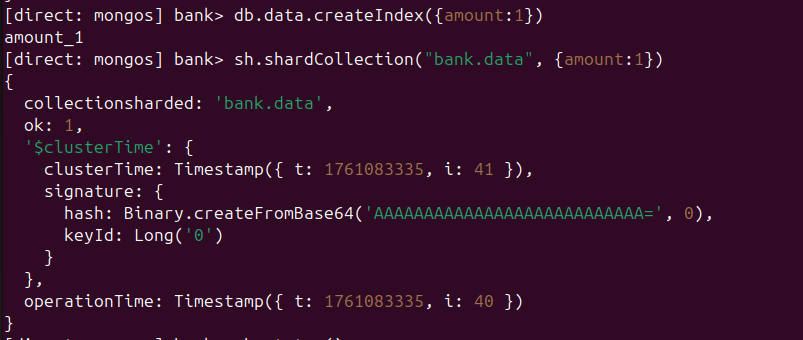 [direct: mongos] bank> db.data.createIndex({amount:1})
amount_1
[direct: mongos] bank> sh.shardCollection("bank.data", {amount:1})
{
  collectionsharded: 'bank.data',
  ok: 1,
  '$clusterTime': {
    clusterTime: Timestamp({ t: 1761083335, i: 41 }),
    signature: {
      hash: Binary.createFromBase64('AAAAAAAAAAAAAAAAAAAAAAAAAAA=', 0),
      keyId: Long('0')
    }
  },
  operationTime: Timestamp({ t: 1761083335, i: 40 })
}